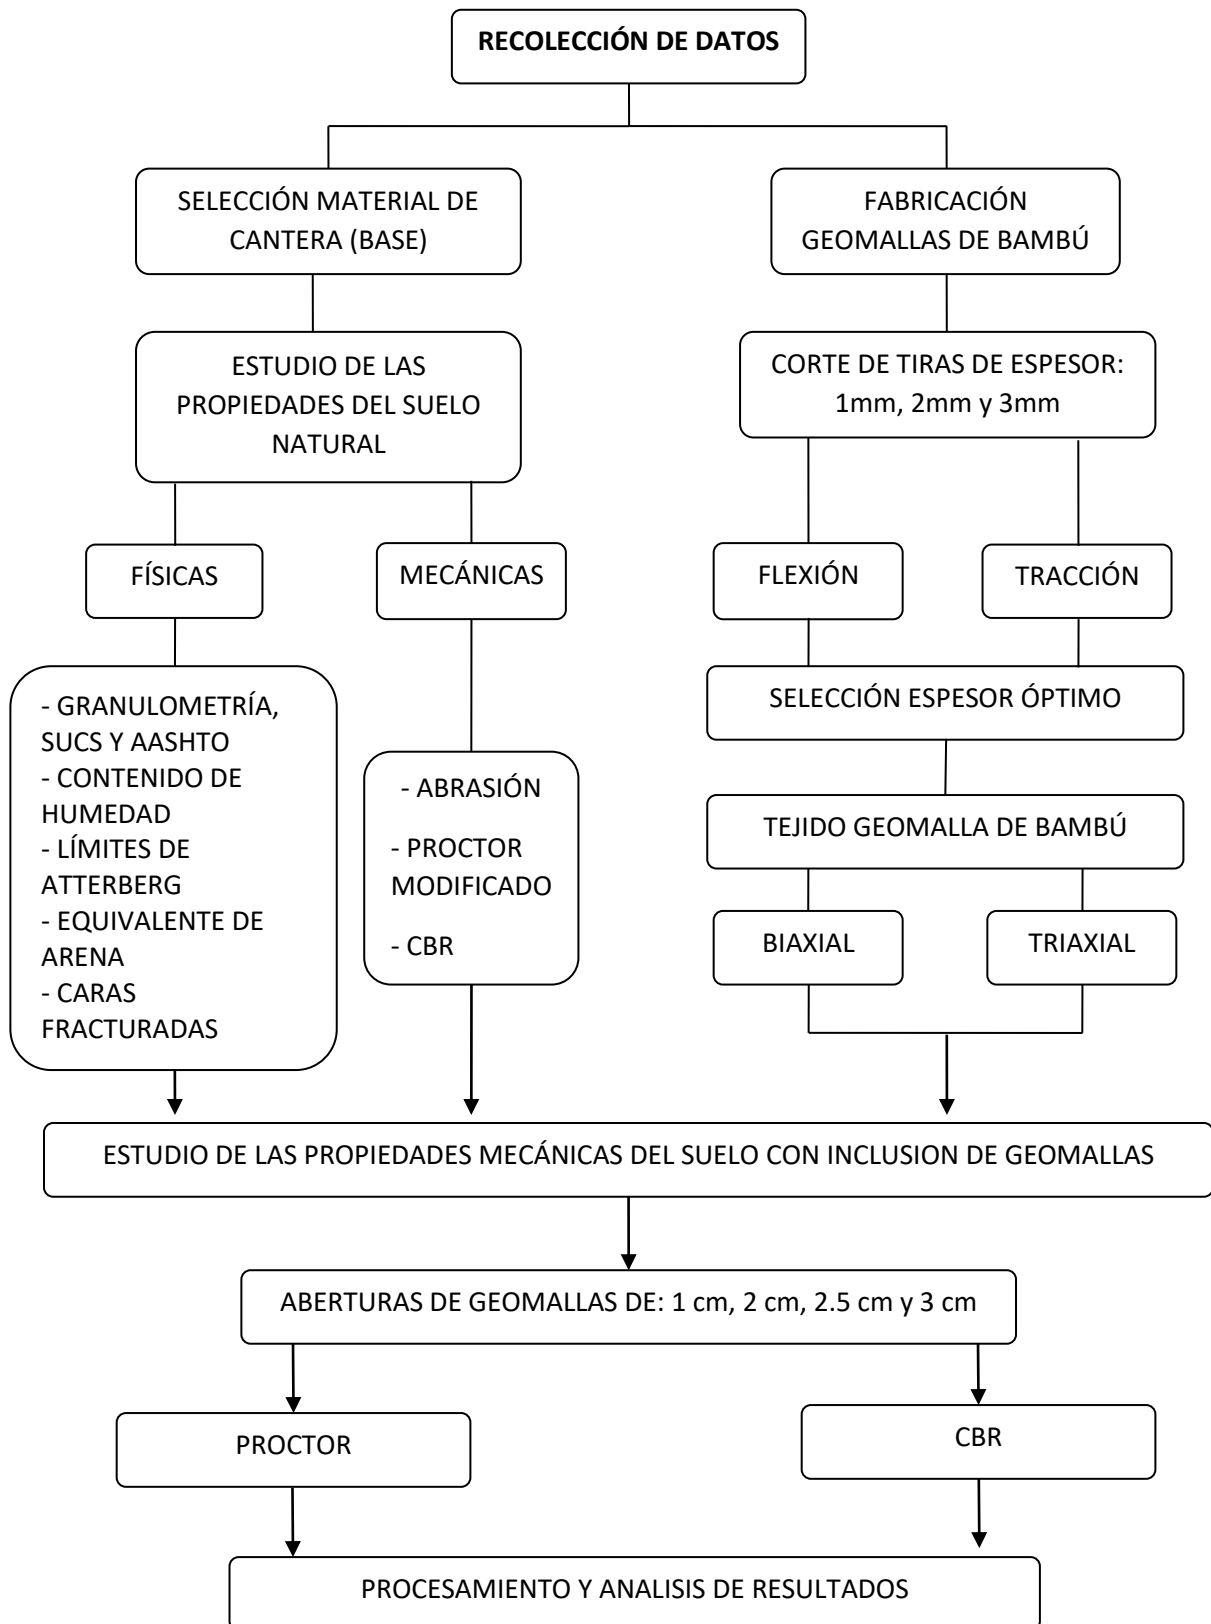 RECOLECCIÓN DE DATOS
SELECCIÓN MATERIAL DE
CANTERA (BASE)
FABRICACIÓN
GEOMALLAS DE BAMBÚ
ESTUDIO DE LAS
PROPIEDADES DEL SUELO
NATURAL
CORTE DE TIRAS DE ESPESOR:
1mm, 2mm y 3mm
FÍSICAS
MECÁNICAS
FLEXIÓN
TRACCIÓN
- GRANULOMETRÍA,
SUCS Y AASHTO
- CONTENIDO DE
HUMEDAD
- LÍMITES DE
ATTERBERG
- EQUIVALENTE DE
ARENA
- CARAS
FRACTURADAS
- ABRASIÓN
- PROCTOR
MODIFICADO
- CBR
SELECCIÓN ESPESOR ÓPTIMO
TEJIDO GEOMALLA DE BAMBÚ
BIAXIAL
TRIAXIAL
ESTUDIO DE LAS PROPIEDADES MECÁNICAS DEL SUELO CON INCLUSION DE GEOMALLAS
ABERTURAS DE GEOMALLAS DE: 1 cm, 2 cm, 2.5 cm y 3 cm
PROCTOR
CBR
PROCESAMIENTO Y ANALISIS DE RESULTADOS